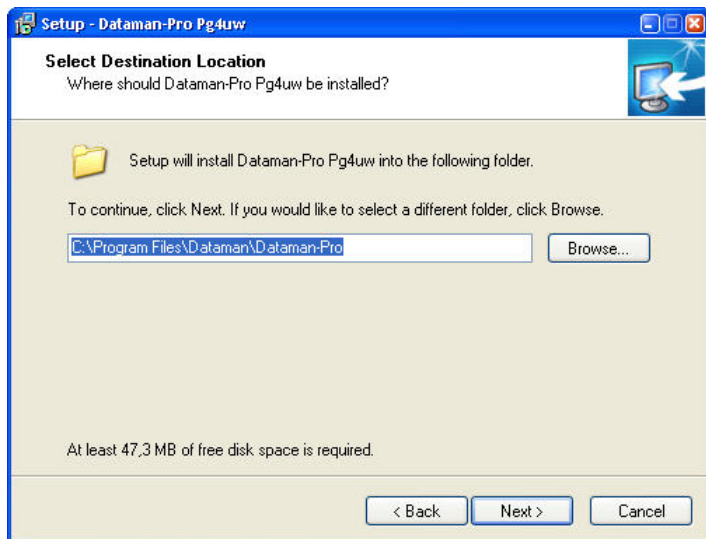 Setup - Dataman-Pro Pg4uw
Select Destination Location
Where should Dataman-Pro Pg4uw be installed?
Setup will install Dataman-Pro Pg4uw into the following folder.
To continue, click Next. If you would like to select a different folder, click Browse.
C:\Program Files\Dataman\Dataman-Pro
Browse...
At least 47,3 MB of free disk space is required.
< Back
Next >
Cancel